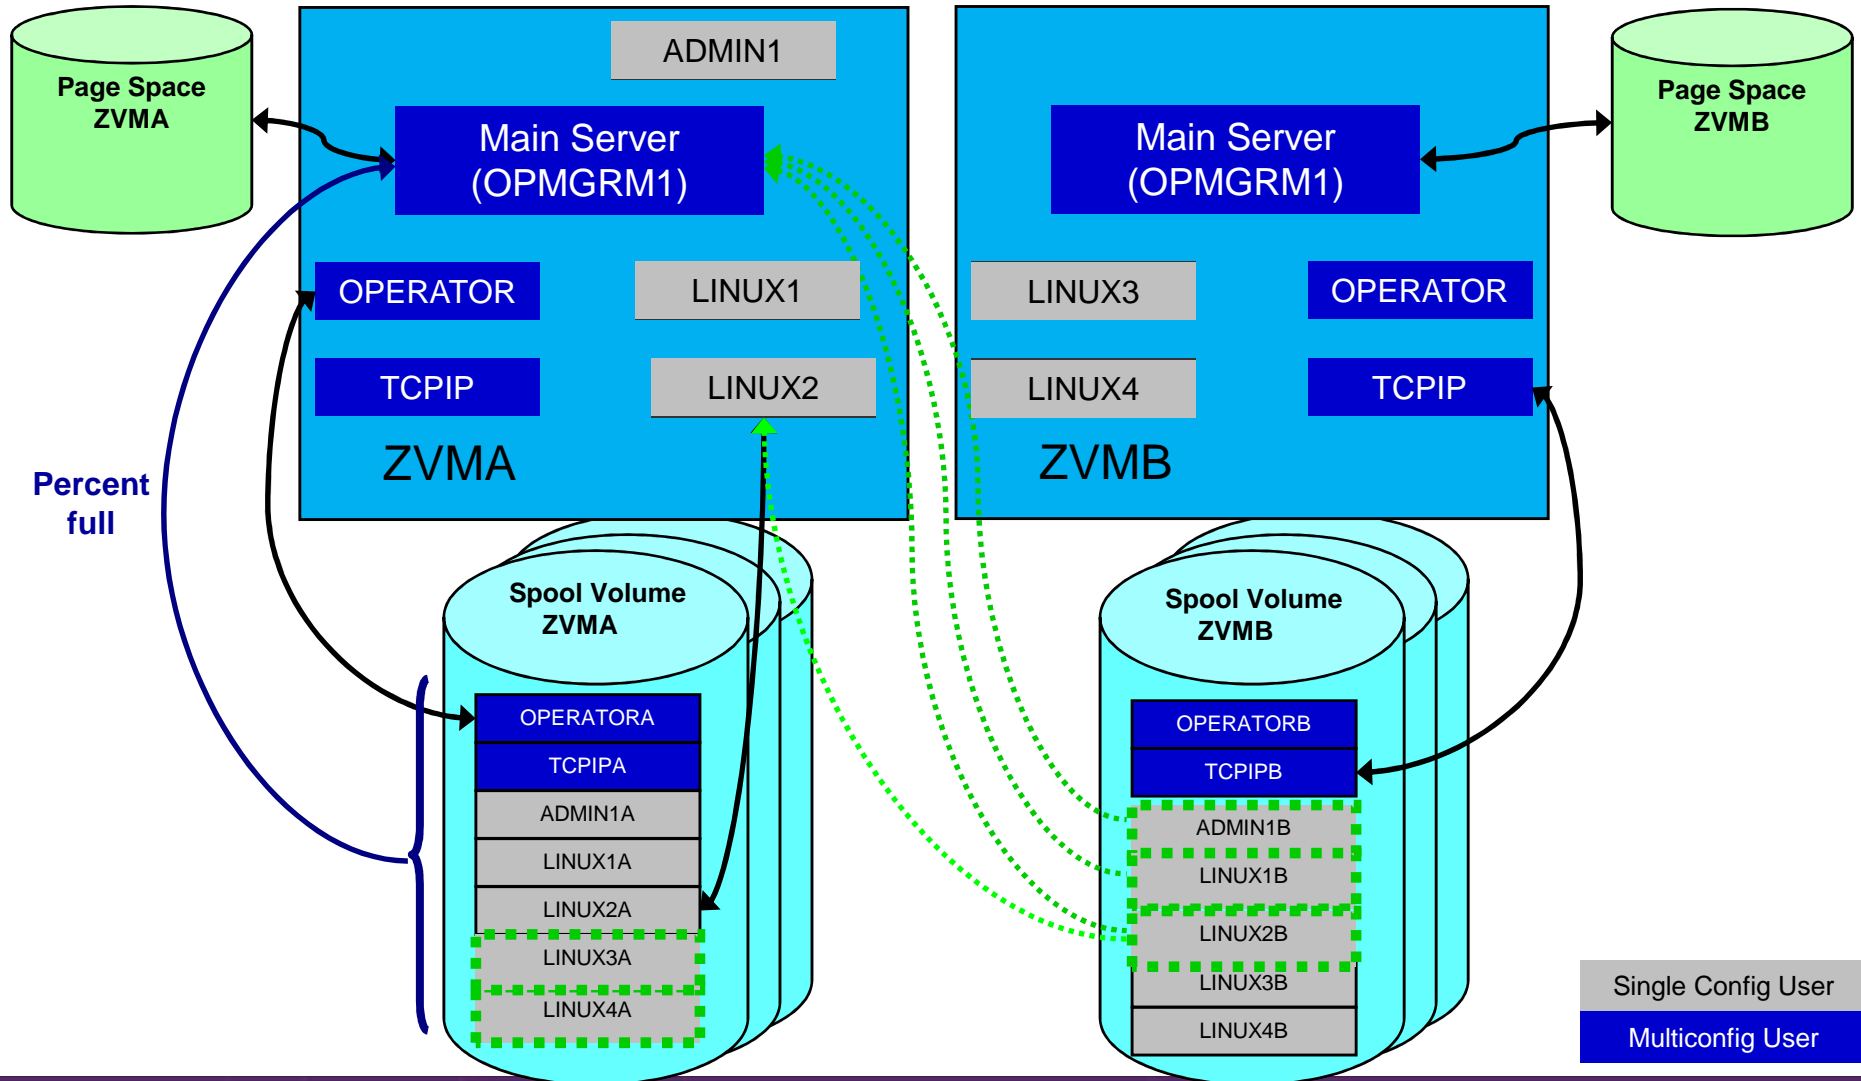 Page Space
ZVMA
ADMIN1
Main Server
(OPMGRM1)
OPERATOR
LINUX1
TCPIP
LINUX2
ZVMA
Main Server
(OPMGRM1)
LINUX3
OPERATOR
LINUX4
TCPIP
ZVMB
Page Space
ZVMB
Percent
full
Spool Volume
ZVMA
OPERATORA
TCPIPA
ADMIN1A
LINUX1A
LINUX2A
LINUX3A
LINUX4A
Spool Volume
ZVMB
OPERATORB
TCPIPB
ADMIN1B
LINUX1B
LINUX2B
LINUX3B
LINUX4B
Single Config User
Multiconfig User